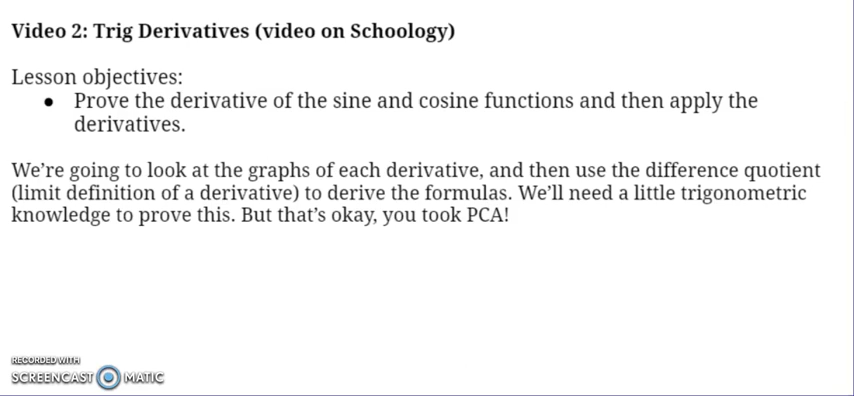 Video 2: Trig Derivatives (video on Schoology)
Lesson objectives:
● Prove the derivative of the sine and cosine functions and then apply the
derivatives.
We're going to look at the graphs of each derivative, and then use the difference quotient
(limit definition of a derivative) to derive the formulas. We'll need a little trigonometric
knowledge to prove this. But that's okay, you took PCA!
RECORDED WITH
SCREENCAST MATIC